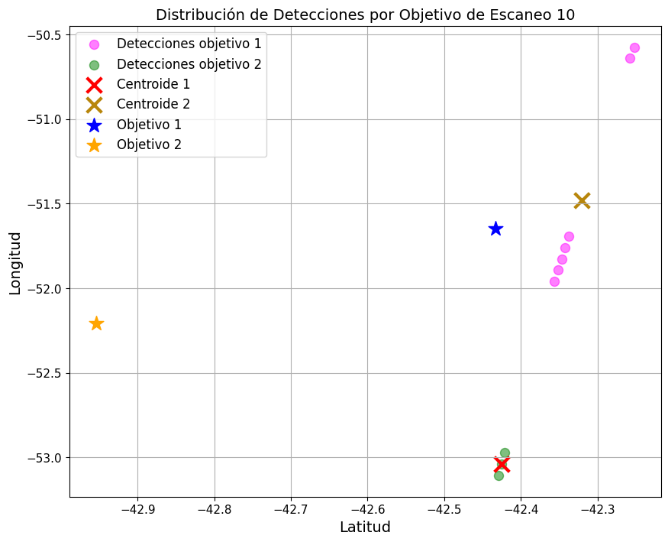 Distribución de Detecciones por Objetivo de Escaneo 10
Detecciones objetivo 1
Detecciones objetivo 2
Centroide 1
Centroide 2
Objetivo 1
Objetivo 2
Longitud
−50.5
−51.0
−51.5
−52.0
−52.5
−53.0
−42.9 −42.8 −42.7 −42.6 −42.5 −42.4 −42.3
Latitud